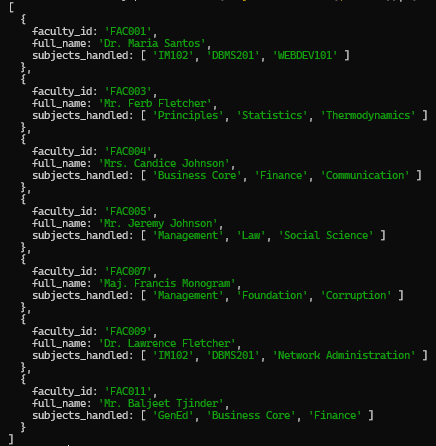 [
  {
    faculty_id: 'FAC001',
    full_name: 'Dr. Maria Santos',
    subjects_handled: [ 'IM102', 'DBMS201', 'WEBDEV101' ]
  },
  {
    faculty_id: 'FAC003',
    full_name: 'Mr. Ferb Fletcher',
    subjects_handled: [ 'Principles', 'Statistics', 'Thermodynamics' ]
  },
  {
    faculty_id: 'FAC004',
    full_name: 'Mrs. Candice Johnson',
    subjects_handled: [ 'Business Core', 'Finance', 'Communication' ]
  },
  {
    faculty_id: 'FAC005',
    full_name: 'Mr. Jeremy Johnson',
    subjects_handled: [ 'Management', 'Law', 'Social Science' ]
  },
  {
    faculty_id: 'FAC007',
    full_name: 'Maj. Francis Monogram',
    subjects_handled: [ 'Management', 'Foundation', 'Corruption' ]
  },
  {
    faculty_id: 'FAC009',
    full_name: 'Dr. Lawrence Fletcher',
    subjects_handled: [ 'IM102', 'DBMS201', 'Network Administration' ]
  },
  {
    faculty_id: 'FAC011',
    full_name: 'Mr. Baljeet Tjinder',
    subjects_handled: [ 'GenEd', 'Business Core', 'Finance' ]
  }
]